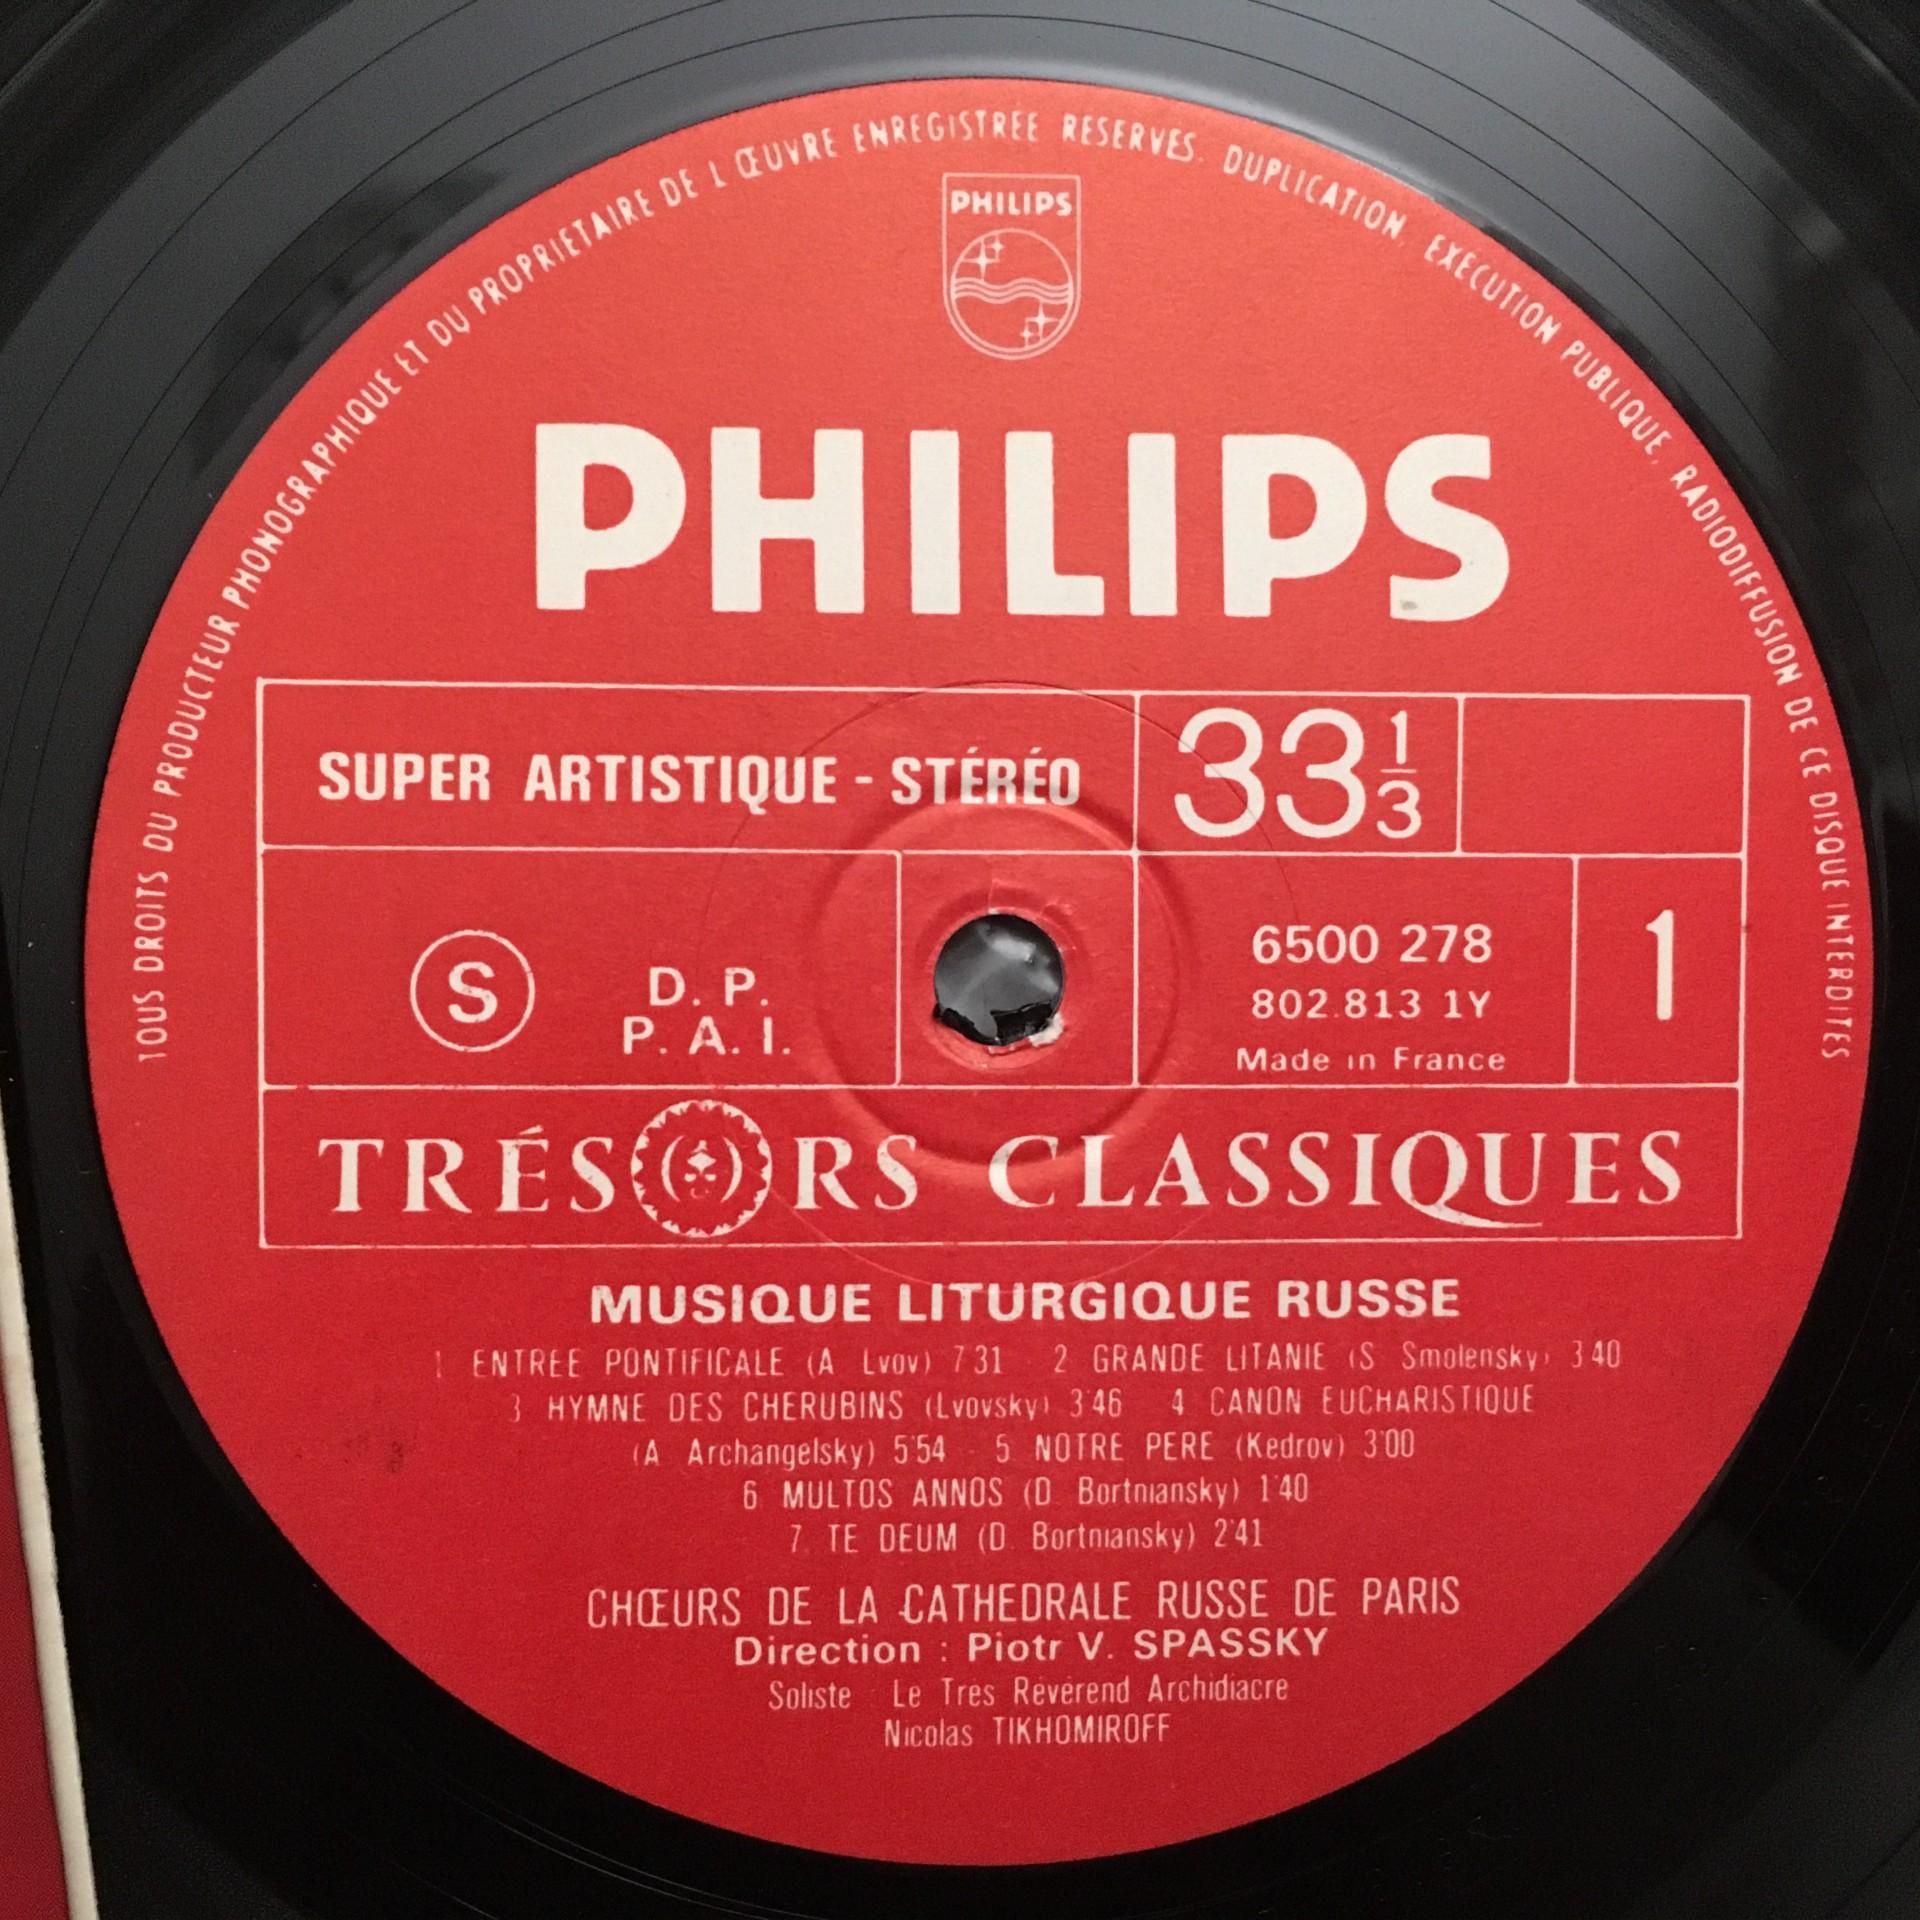 TOUS DROITS DU PRODUCTEUR PHONOGRAPHIQUE ET DU PROPRIETAIRE DE L ŒUVRE ENREGISTREE RESERVES. DUPLICATION, EXECUTION PUBLIQUE, RADIODIFFUSION DE CE DISQUE INTERDITES
PHILIPS
PHILIPS
SUPER ARTISTIQUE - STÉRÉO 33 1/3
S D. P. 6500 278 1
P. A. I. 802.813 1Y
Made in France
TRÉSORS CLASSIQUES
MUSIQUE LITURGIQUE RUSSE
1 ENTREE PONTIFICALE (A Lvov) 7'31 - 2 GRANDE LITANIE (S Smolensky) 3'40
3 HYMNE DES CHERUBINS (Lvovsky) 3'46 4 CANON EUCHARISTIQUE
(A Archangelsky) 5'54 - 5 NOTRE PERE (Kedrov) 3'00
6 MULTOS ANNOS (D. Bortniansky) 1'40
7. TE DEUM (D. Bortniansky) 2'41
CHŒURS DE LA CATHEDRALE RUSSE DE PARIS
Direction : Piotr V. SPASSKY
Soliste : Le Très Révérend Archidiacre
Nicolas TIKHOMIROFF